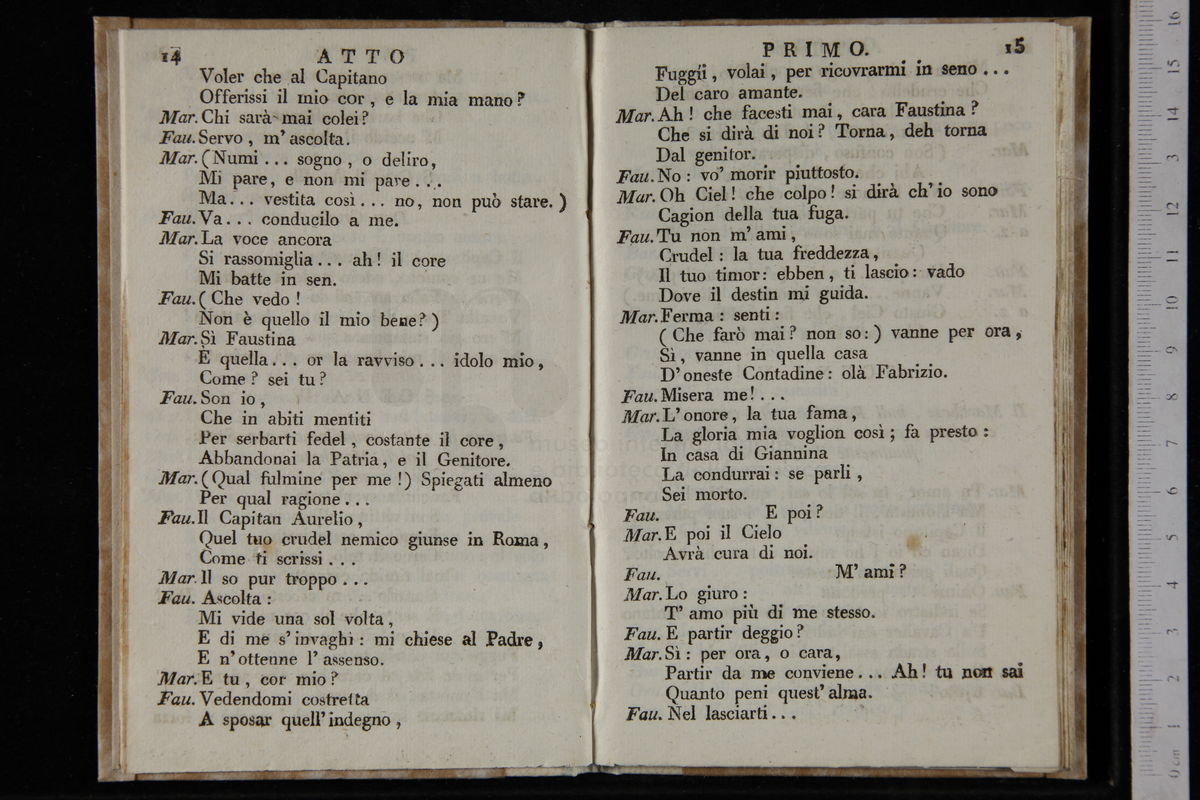 14 ATTO
Voler che al Capitano
Offerissi il mio cor, e la mia mano?
Mar. Chi sarà mai colei?
Fau. Servo, m'ascolta.
Mar. (Numi... sogno, o deliro,
Mi pare, e non mi pare...
Ma... vestita così... no, non può stare.)
Fau. Va... conducilo a me.
Mar. La voce ancora
Si rassomiglia... ah! il core
Mi batte in sen.
Fau. (Che vedo!
Non è quello il mio bene?)
Mar. Sì Faustina
E quella... or la ravviso... idolo mio,
Come? sei tu?
Fau. Son io,
Che in abiti mentiti
Per serbarti fedel, costante il core,
Abbandonai la Patria, e il Genitore.
Mar. (Qual fulmine per me!) Spiegati almeno
Per qual ragione...
Fau. Il Capitan Aurelio,
Quel tuo crudel nemico giunse in Roma,
Come ti scrissi...
Mar. Il so pur troppo...
Fau. Ascolta:
Mi vide una sol volta,
E di me s'invaghì: mi chiese al Padre,
E n'ottenne l'assenso.
Mar. E tu, cor mio?
Fau. Vedendomi costretta
A sposar quell'indegno,
PRIMO. 15
Fuggii, volai, per ricovrarmi in seno...
Del caro amante.
Mar. Ah! che facesti mai, cara Faustina?
Che si dirà di noi? Torna, deh torna
Dal genitor.
Fau. No: vo' morir piuttosto.
Mar. Oh Ciel! che colpo! si dirà ch'io sono
Cagion della tua fuga.
Fau. Tu non m'ami,
Crudel: la tua freddezza,
Il tuo timor: ebben, ti lascio: vado
Dove il destin mi guida.
Mar. Ferma: senti:
(Che farò mai? non so:) vanne per ora,
Sì, vanne in quella casa
D'oneste Contadine: olà Fabrizio.
Fau. Misera me!...
Mar. L'onore, la tua fama,
La gloria mia voglion così; fa presto:
In casa di Giannina
La condurrai: se parli,
Sei morto.
Fau. E poi?
Mar. E poi il Cielo
Avrà cura di noi.
Fau. M'ami?
Mar. Lo giuro:
T'amo più di me stesso.
Fau. E partir deggio?
Mar. Sì: per ora, o cara,
Partir da me conviene... Ah! tu non sai
Quanto peni quest'alma.
Fau. Nel lasciarti...